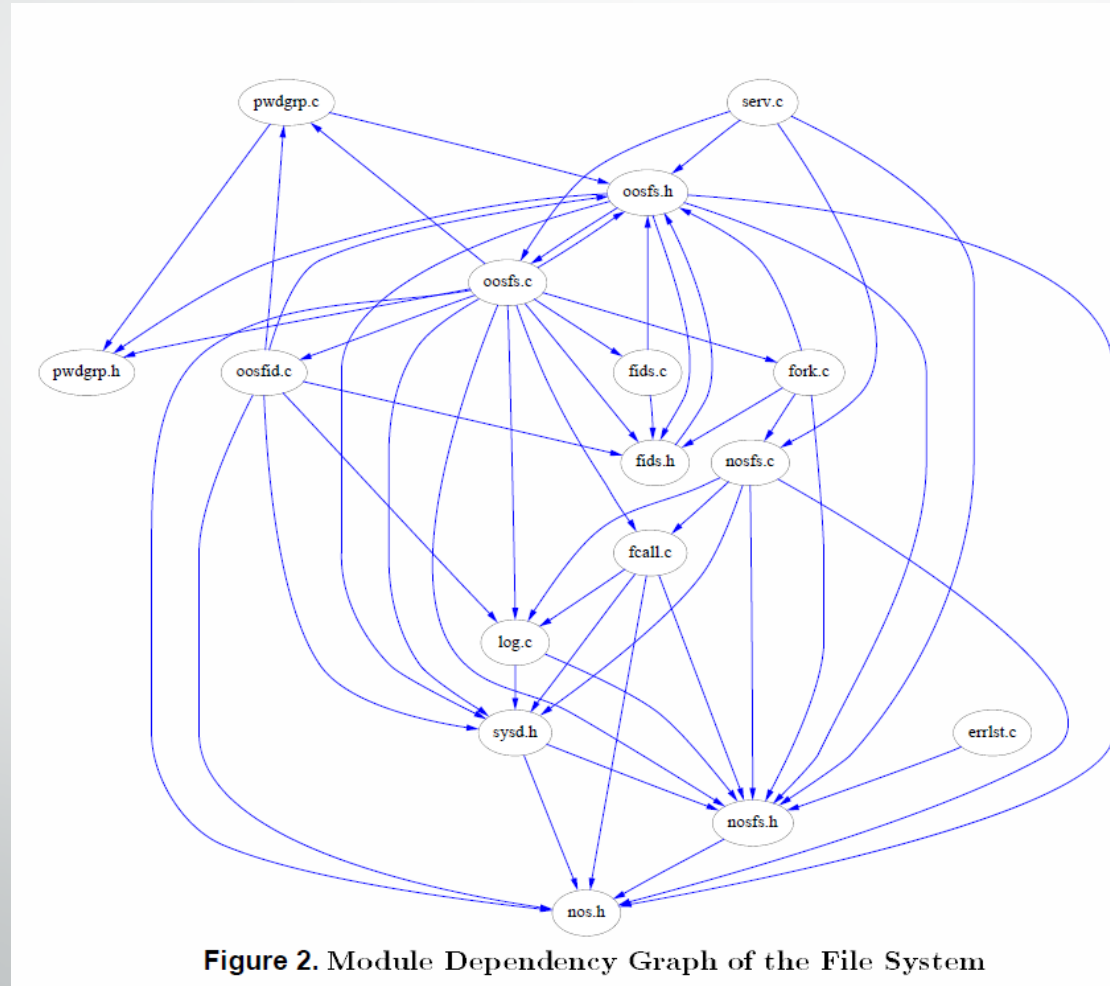 pwdgrp.c
serv.c
oosfs.h
oosfs.c
pwdgrp.h
oosfid.c
fids.c
fork.c
fids.h
nosfs.c
fcall.c
log.c
sysd.h
errlst.c
nosfs.h
nos.h
Figure 2. Module Dependency Graph of the File System